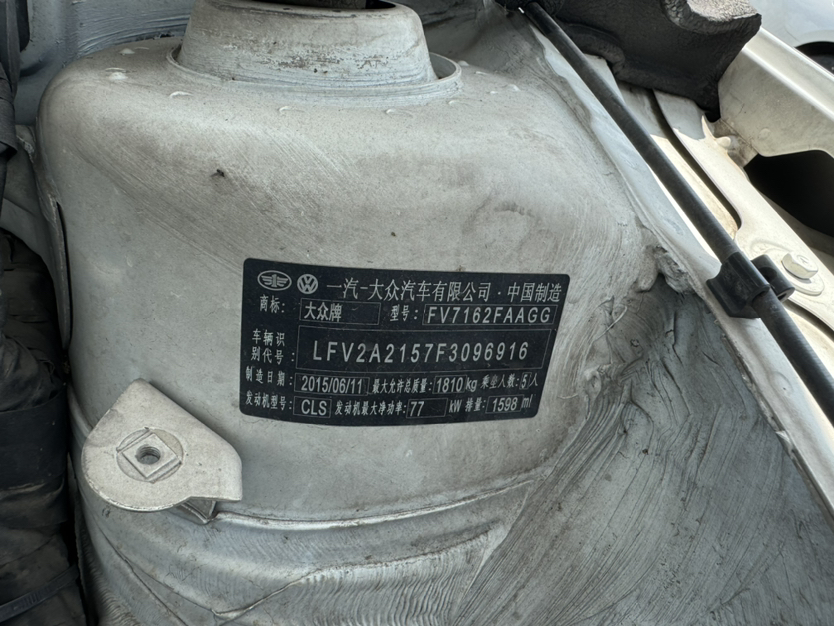 一汽-大众汽车有限公司·中国制造
商标: 大众牌 型号: FV7162FAAGG
车辆识别代号: LFV2A2157F3096916
制造日期: 2015/06/11 最大允许总质量: 1810 kg 乘坐人数: 5 人
发动机型号: CLS 发动机最大净功率: 77 kW 排量: 1598 ml